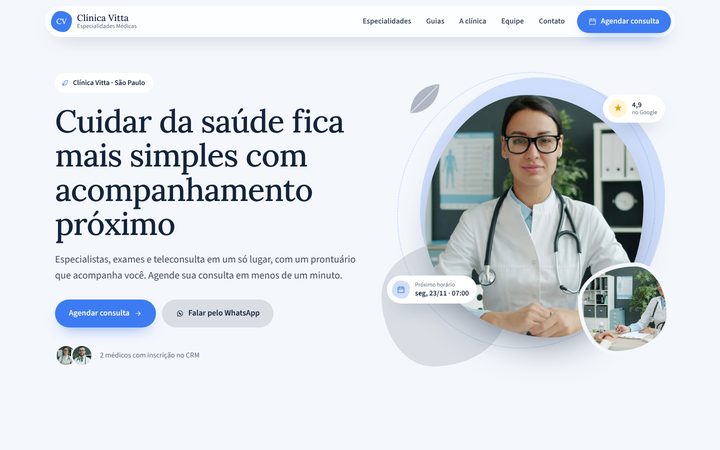 CV
Clínica Vitta
Especialidades Médicas
Especialidades
Guias
A clínica
Equipe
Contato
Agendar consulta
Clínica Vitta · São Paulo
Cuidar da saúde fica
mais simples com
acompanhamento
próximo
Especialistas, exames e teleconsulta em um só lugar, com um prontuário
que acompanha você. Agende sua consulta em menos de um minuto.
Agendar consulta →
Falar pelo WhatsApp
2 médicos com inscrição no CRM
4,9
no Google
Próximo horário
seg, 23/11 · 07:00